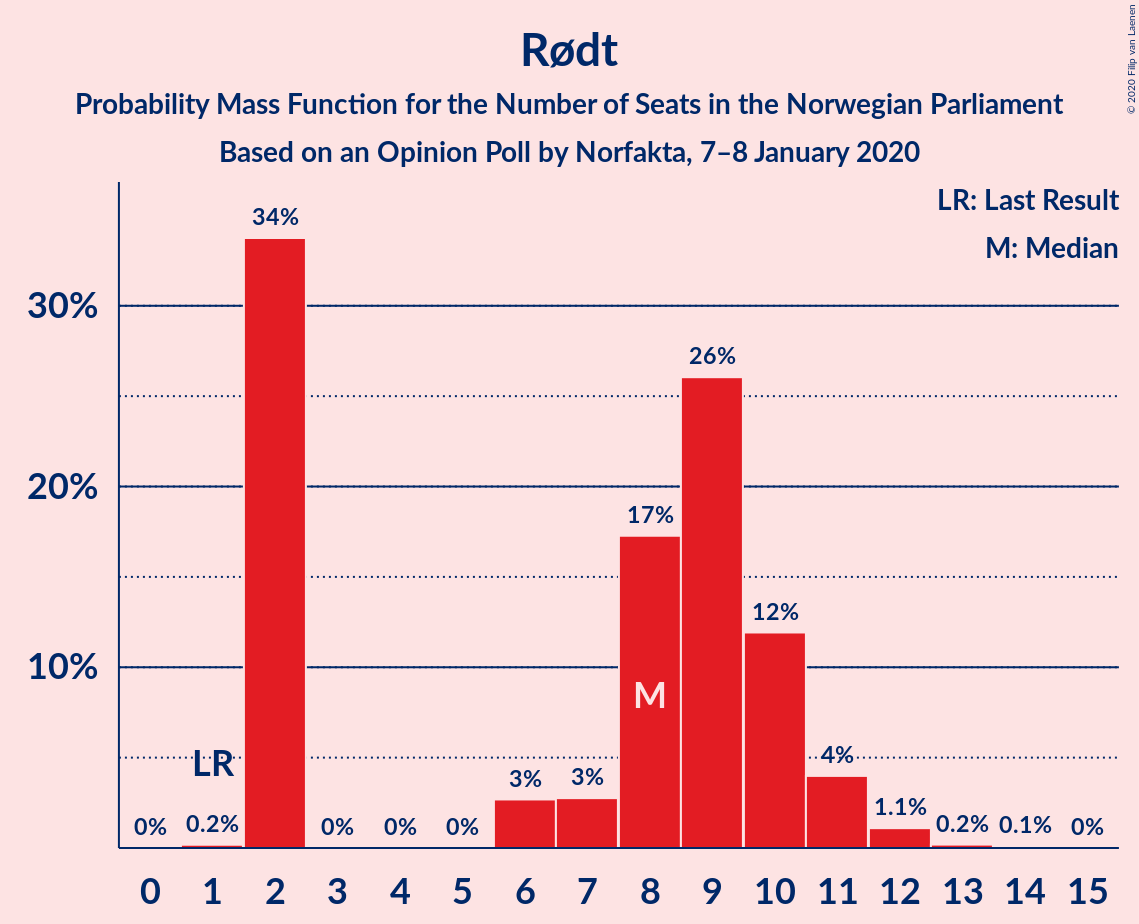 Rødt
Probability Mass Function for the Number of Seats in the Norwegian Parliament
Based on an Opinion Poll by Norfakta, 7–8 January 2020
© 2020 Filip van Laenen
LR: Last Result
M: Median
30%
20%
10%
0%
0.2%
34%
0%
0%
0%
3%
3%
17%
26%
12%
4%
1.1%
0.2%
0.1%
0%
LR
M
0 1 2 3 4 5 6 7 8 9 10 11 12 13 14 15